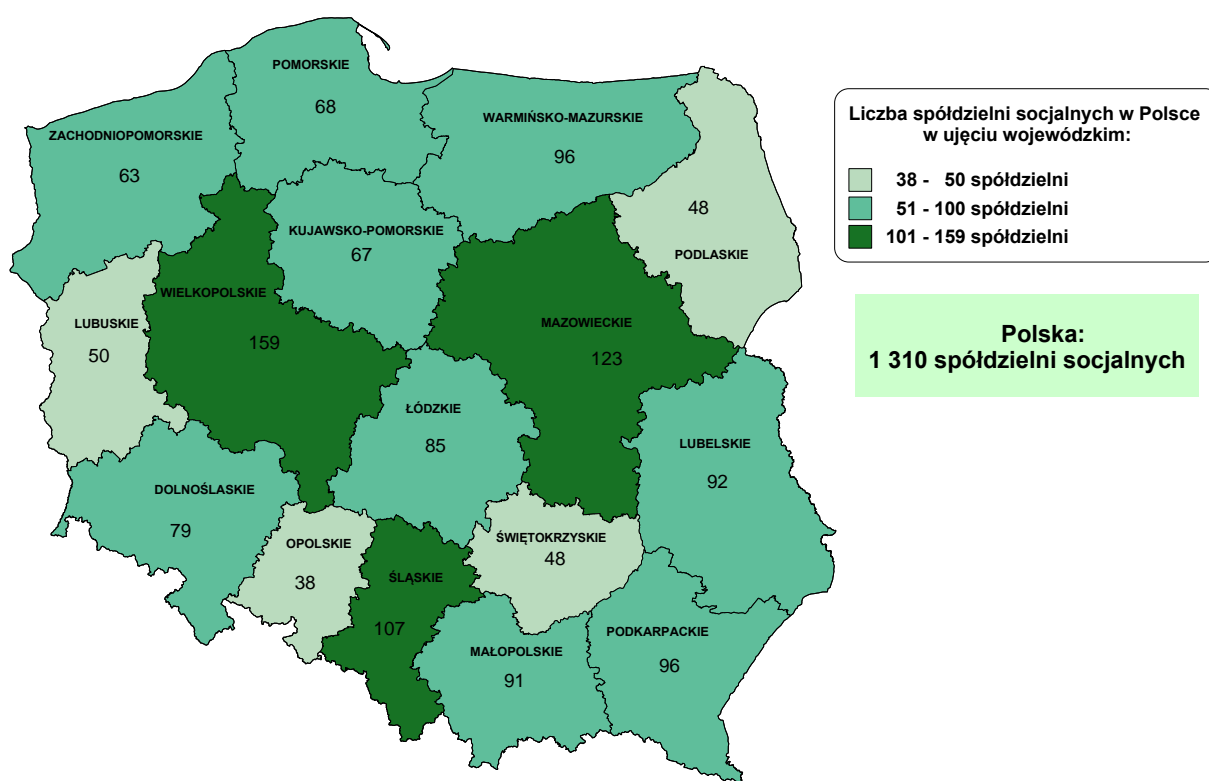 POMORSKIE
68
WARMIŃSKO-MAZURSKIE
96
ZACHODNIOPOMORSKIE
63
48
PODLASKIE
KUJAWSKO-POMORSKIE
67
WIELKOPOLSKIE
159
LUBUSKIE
50
MAZOWIECKIE
123
ŁÓDZKIE
85
LUBELSKIE
92
DOLNOŚLASKIE
79
OPOLSKIE
38
ŚLĄSKIE
107
ŚWIĘTOKRZYSKIE
48
MAŁOPOLSKIE
91
PODKARPACKIE
96
Liczba spółdzielni socjalnych w Polsce
w ujęciu wojewódzkim:
38 - 50 spółdzielni
51 - 100 spółdzielni
101 - 159 spółdzielni
Polska:
1 310 spółdzielni socjalnych